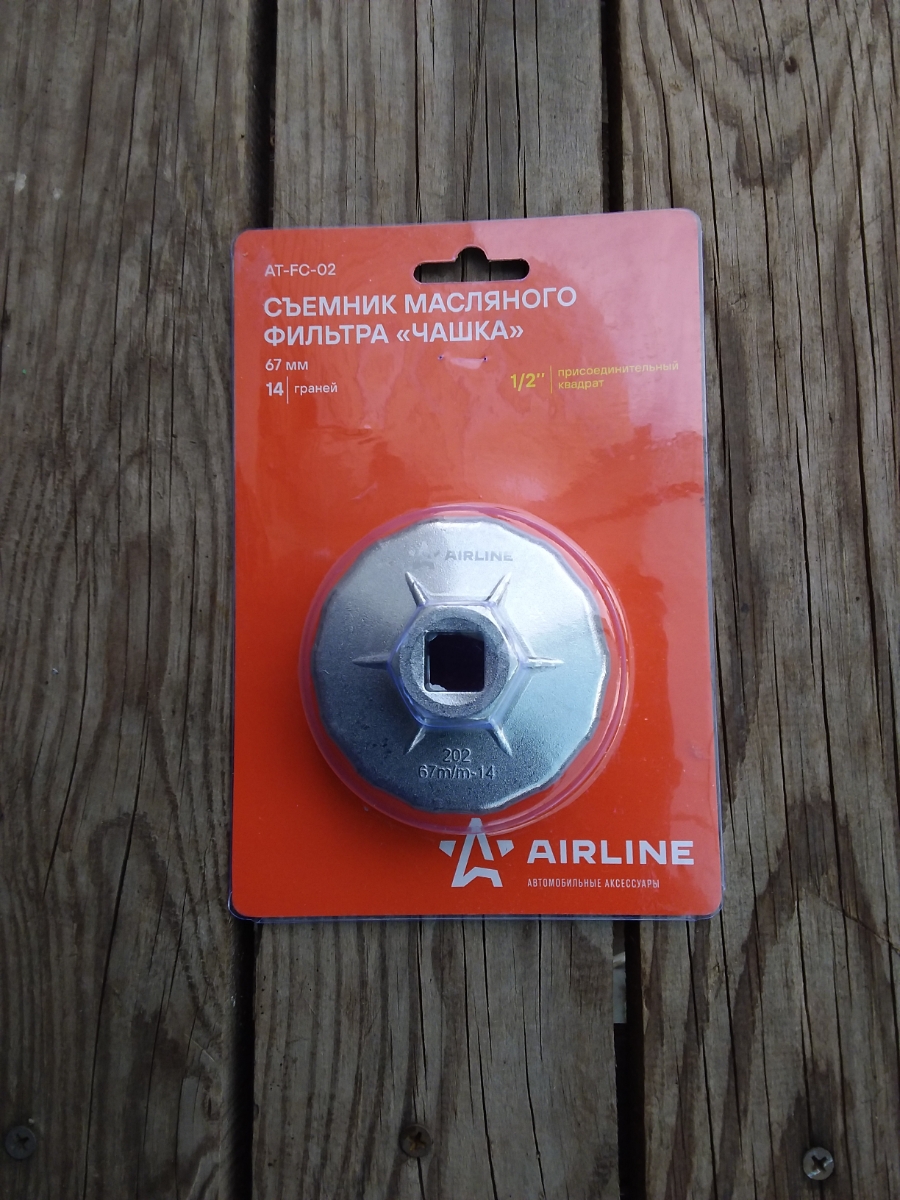 AT-FC-02
СЪЕМНИК МАСЛЯНОГО
ФИЛЬТРА «ЧАШКА»
67 мм
14 граней
1/2" присоединительный
квадрат
AIRLINE
202
67m/m-14
AIRLINE
АВТОМОБИЛЬНЫЕ АКСЕССУАРЫ